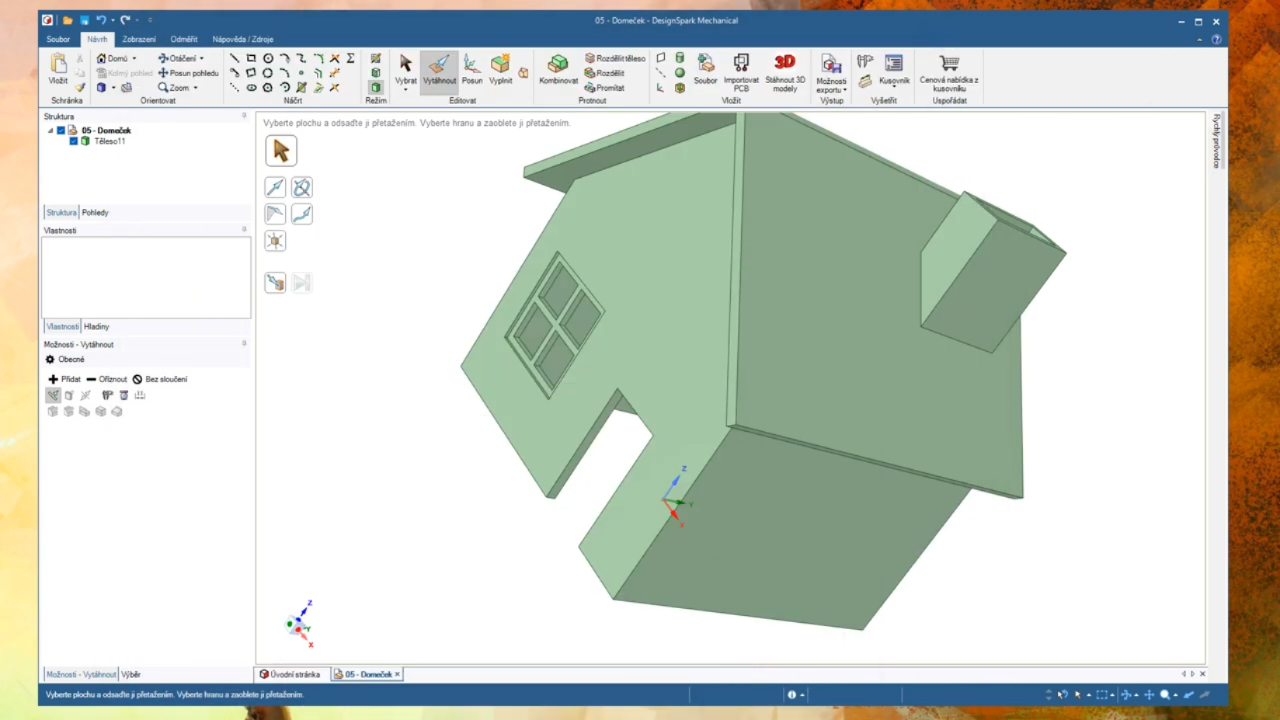 05 - Domeček - DesignSpark Mechanical
Soubor Návrh Zobrazení Odměřit Nápověda / Zdroje
Vložit
Schránka
Domů
Kolmý pohled
Otáčení
Posun pohledu
Zoom
Orientovat
Náčrt
Režim
Vybrat Vytáhnout Posun Vyplnit
Editovat
Kombinovat
Rozdělit těleso
Rozdělit
Promítat
Protnout
Soubor Importovat PCB Stáhnout 3D modely
3D
Vložit
Možnosti exportu
Výstup
Kusovník
Vyšetřit
Cenová nabídka z kusovníku
Uspořádat
Struktura
05 - Domeček
Těleso11
Struktura Pohledy
Vlastnosti
Vlastnosti Hladiny
Možnosti - Vytáhnout
Obecné
Přidat Oříznout Bez sloučení
Možnosti - Vytáhnout Výběr
Vyberte plochu a odsaďte ji přetažením. Vyberte hranu a zaoblete ji přetažením.
Rychlý průvodce
Z
Y
X
Z
Y
X
Úvodní stránka 05 - Domeček
Vyberte plochu a odsaďte ji přetažením. Vyberte hranu a zaoblete ji přetažením.